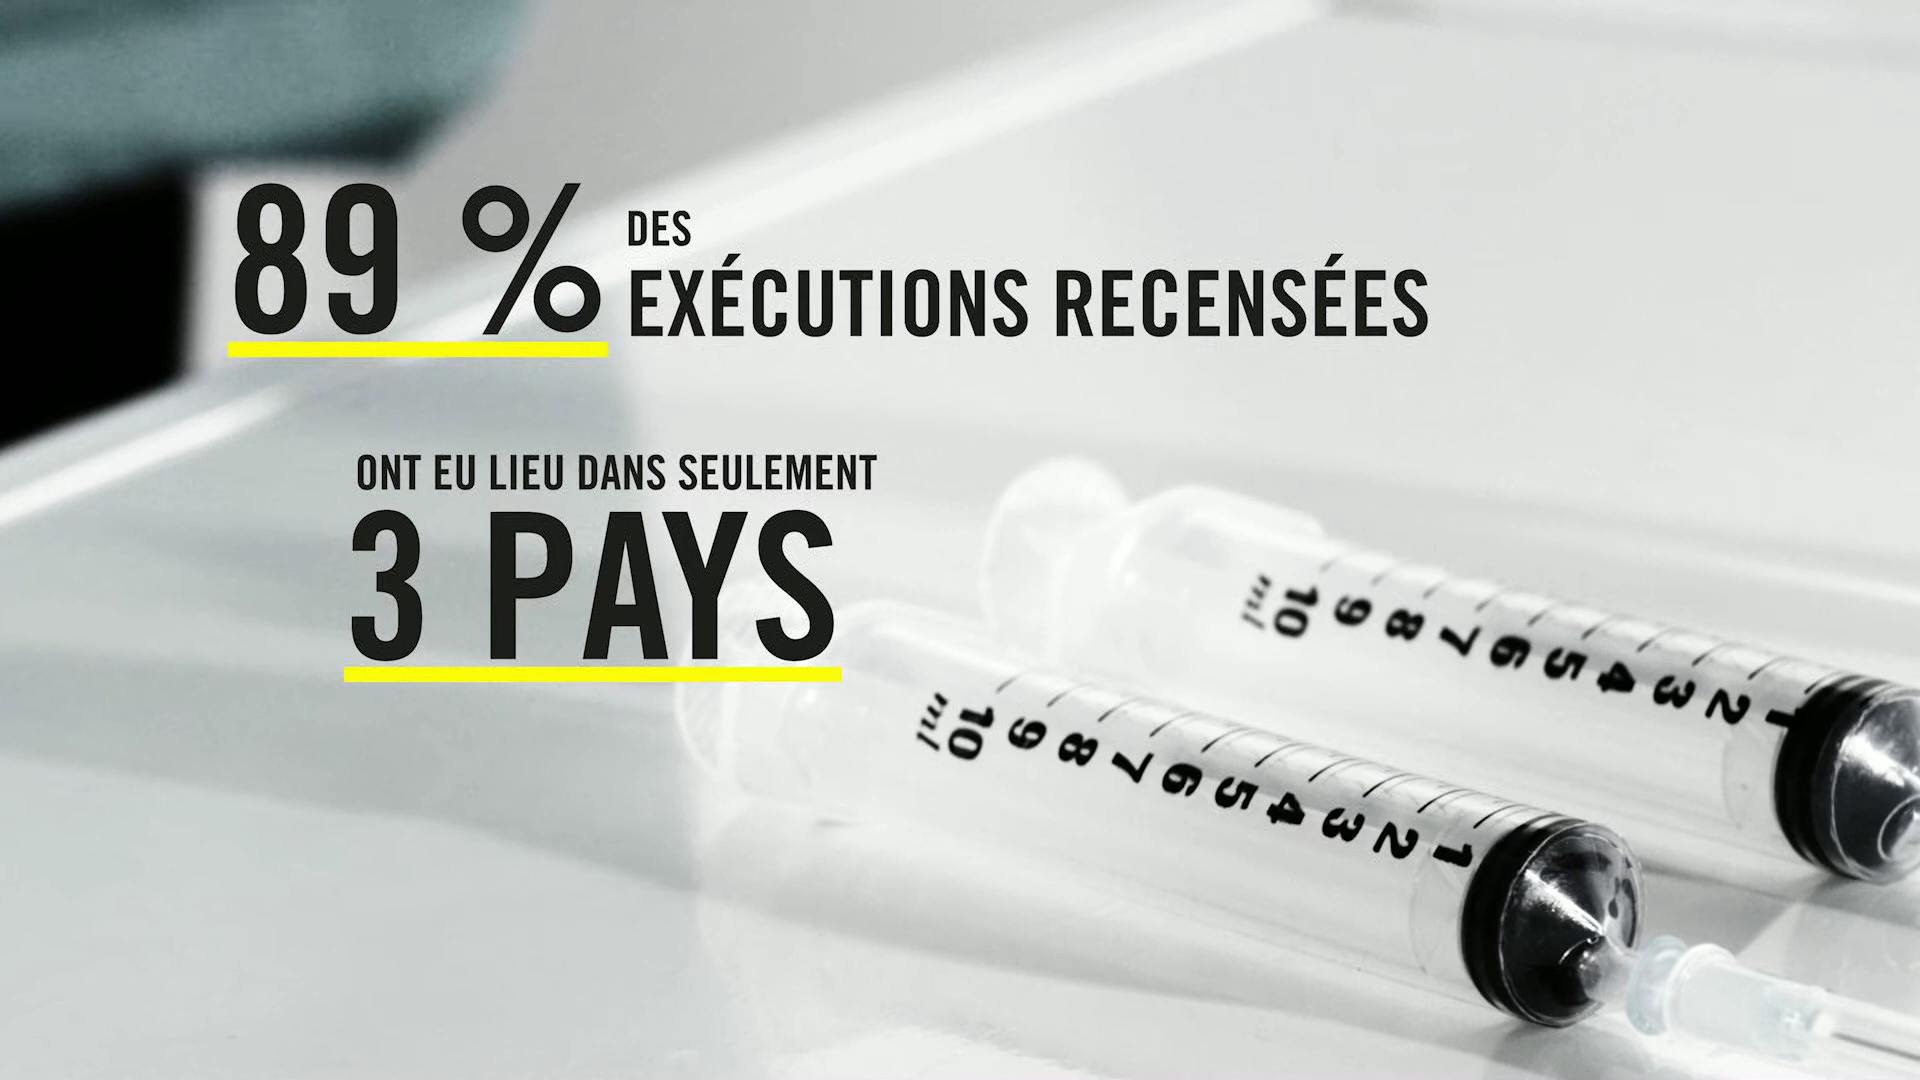 89 % DES
EXÉCUTIONS RECENSÉES
ONT EU LIEU DANS SEULEMENT
3 PAYS
ml 10 9 8 7 6 5 4 3 2 1
ml 10 9 8 7 6 5 4 3 2 1